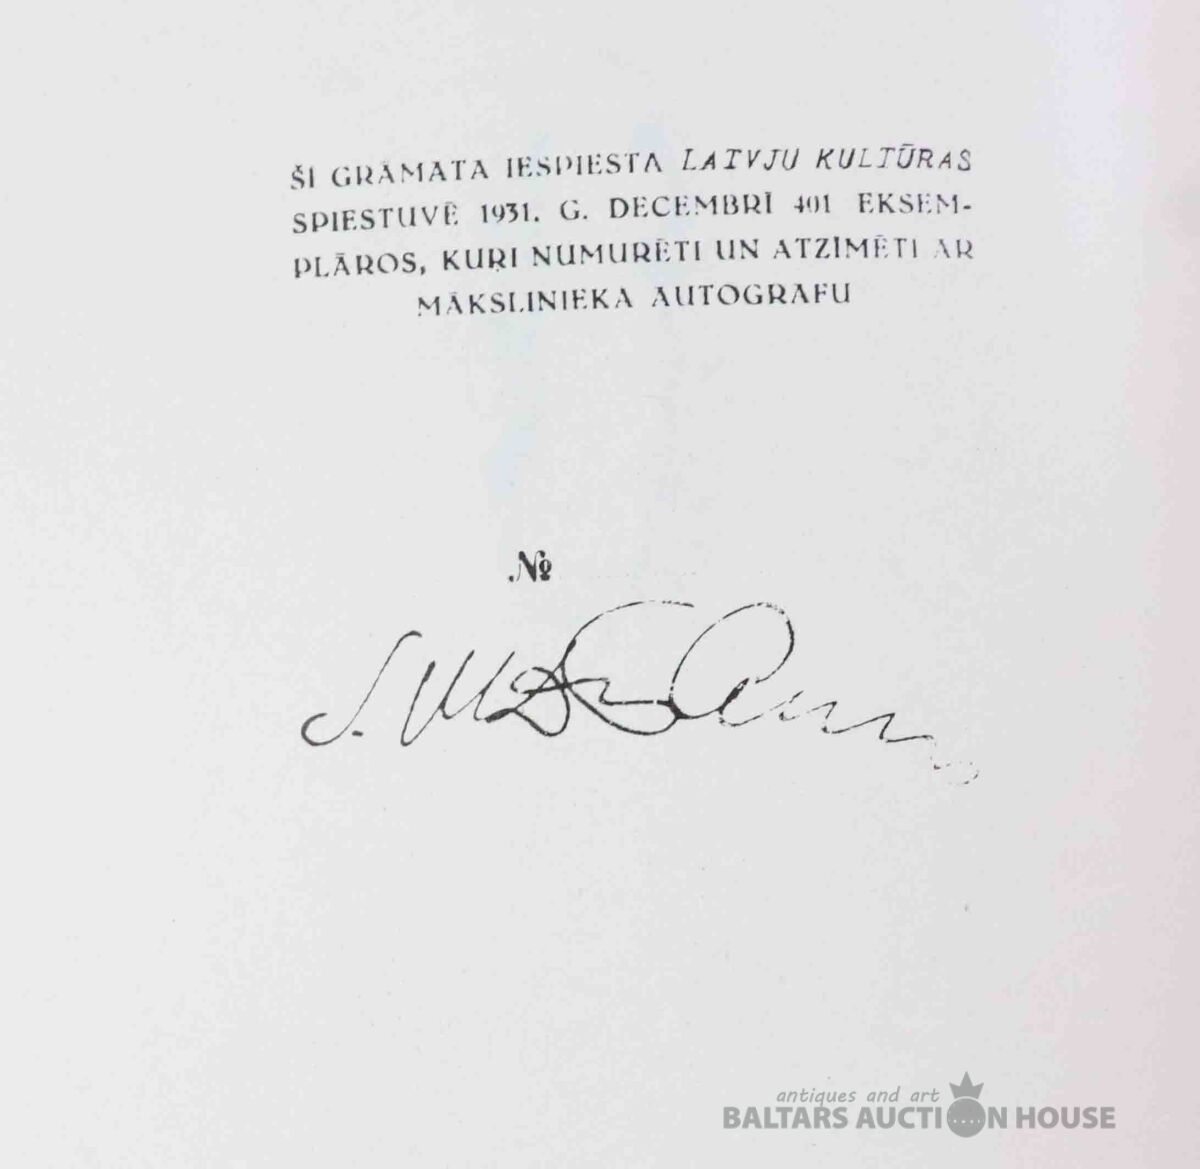 ŠI GRĀMATA IESPIESTA LATVJU KULTŪRAS
SPIESTUVĒ 1931. G. DECEMBRĪ 401 EKSEM-
PLĀROS, KUŖI NUMURĒTI UN ATZĪMĒTI AR
MĀKSLINIEKA AUTOGRAFU
№
antiques and art
BALTARS AUCTION HOUSE